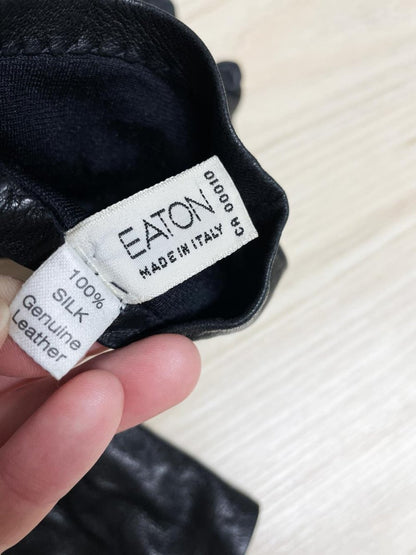 EATON
MADE IN ITALY
CA 00010
100%
SILK
Genuine
Leather